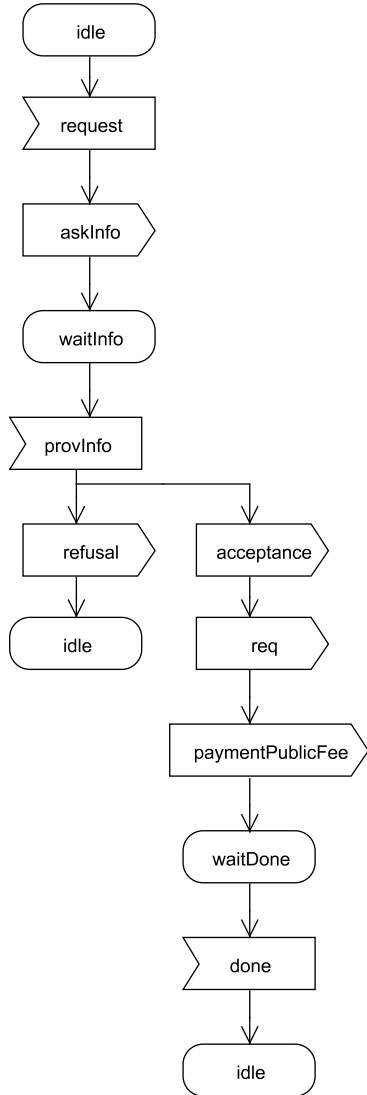 idle
request
askInfo
waitInfo
provInfo
refusal
acceptance
idle
req
paymentPublicFee
waitDone
done
idle